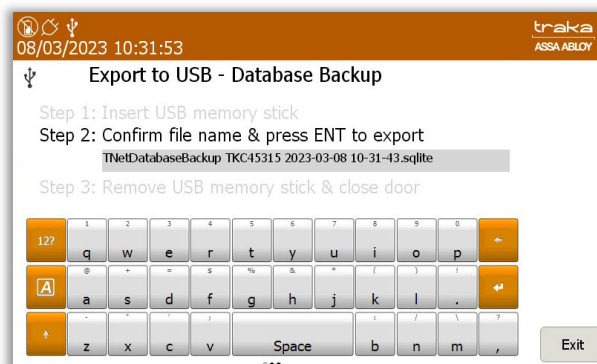 traka
08/03/2023 10:31:53
ASSA ABLOY
Export to USB - Database Backup
Step 1: Insert USB memory stick
Step 2: Confirm file name & press ENT to export
TNetDatabaseBackup TKC45315 2023-03-08 10-31-43.sqlite
Step 3: Remove USB memory stick & close door
1 2 3 4 5 6 7 8 9 0
12? q w e r t y u i o p
@ + = $ % & * ( ) !
A a s d f g h j k l .
- " ' ; : / \ ?
z x c v Space b n m ,
Exit